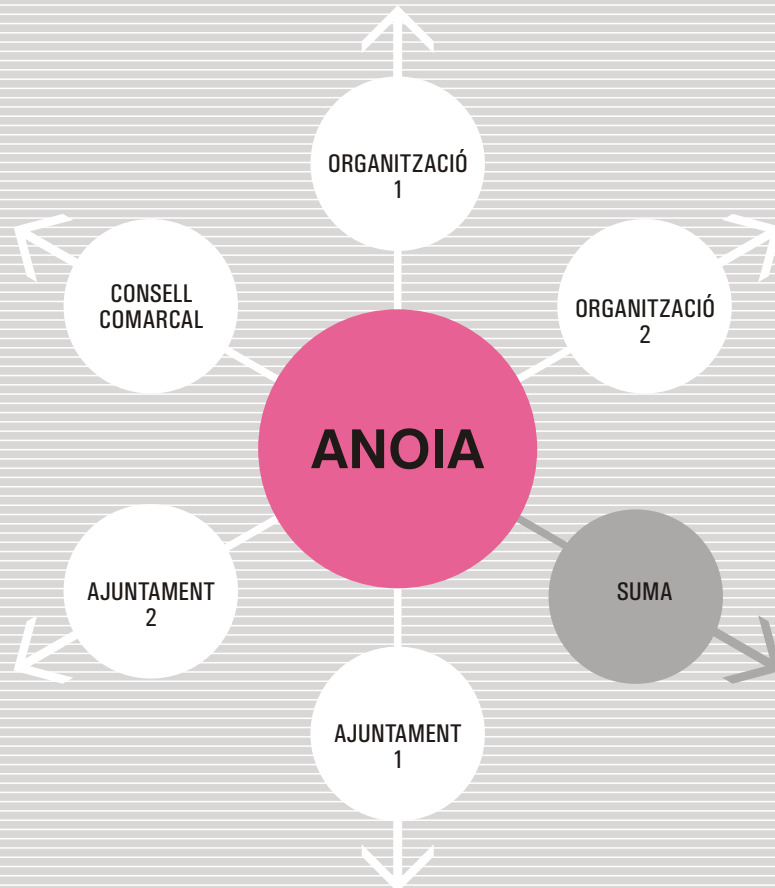 ORGANITZACIÓ
1
CONSELL
COMARCAL
ORGANITZACIÓ
2
ANOIA
AJUNTAMENT
2
SUMA
AJUNTAMENT
1